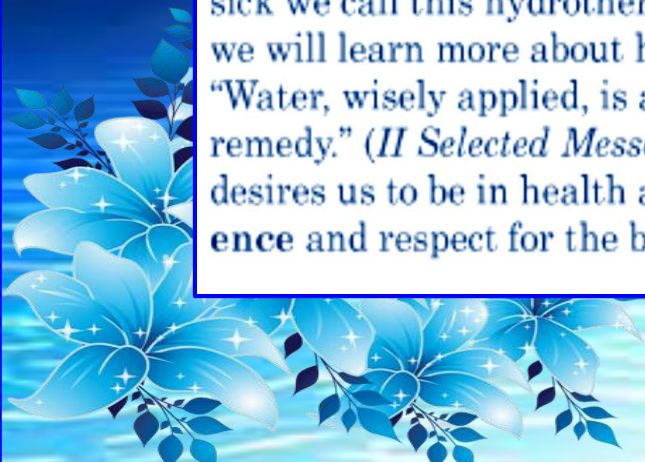 sick we call this hydrother
we will learn more about h
“Water, wisely applied, is a
remedy.” (II Selected Mess
desires us to be in health a
ence and respect for the b